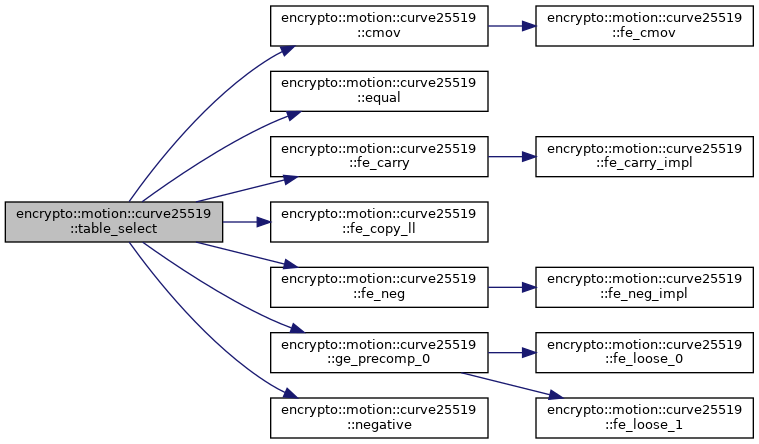 encrypto::motion::curve25519
::table_select
encrypto::motion::curve25519
::cmov
encrypto::motion::curve25519
::fe_cmov
encrypto::motion::curve25519
::equal
encrypto::motion::curve25519
::fe_carry
encrypto::motion::curve25519
::fe_carry_impl
encrypto::motion::curve25519
::fe_copy_ll
encrypto::motion::curve25519
::fe_neg
encrypto::motion::curve25519
::fe_neg_impl
encrypto::motion::curve25519
::ge_precomp_0
encrypto::motion::curve25519
::fe_loose_0
encrypto::motion::curve25519
::fe_loose_1
encrypto::motion::curve25519
::negative